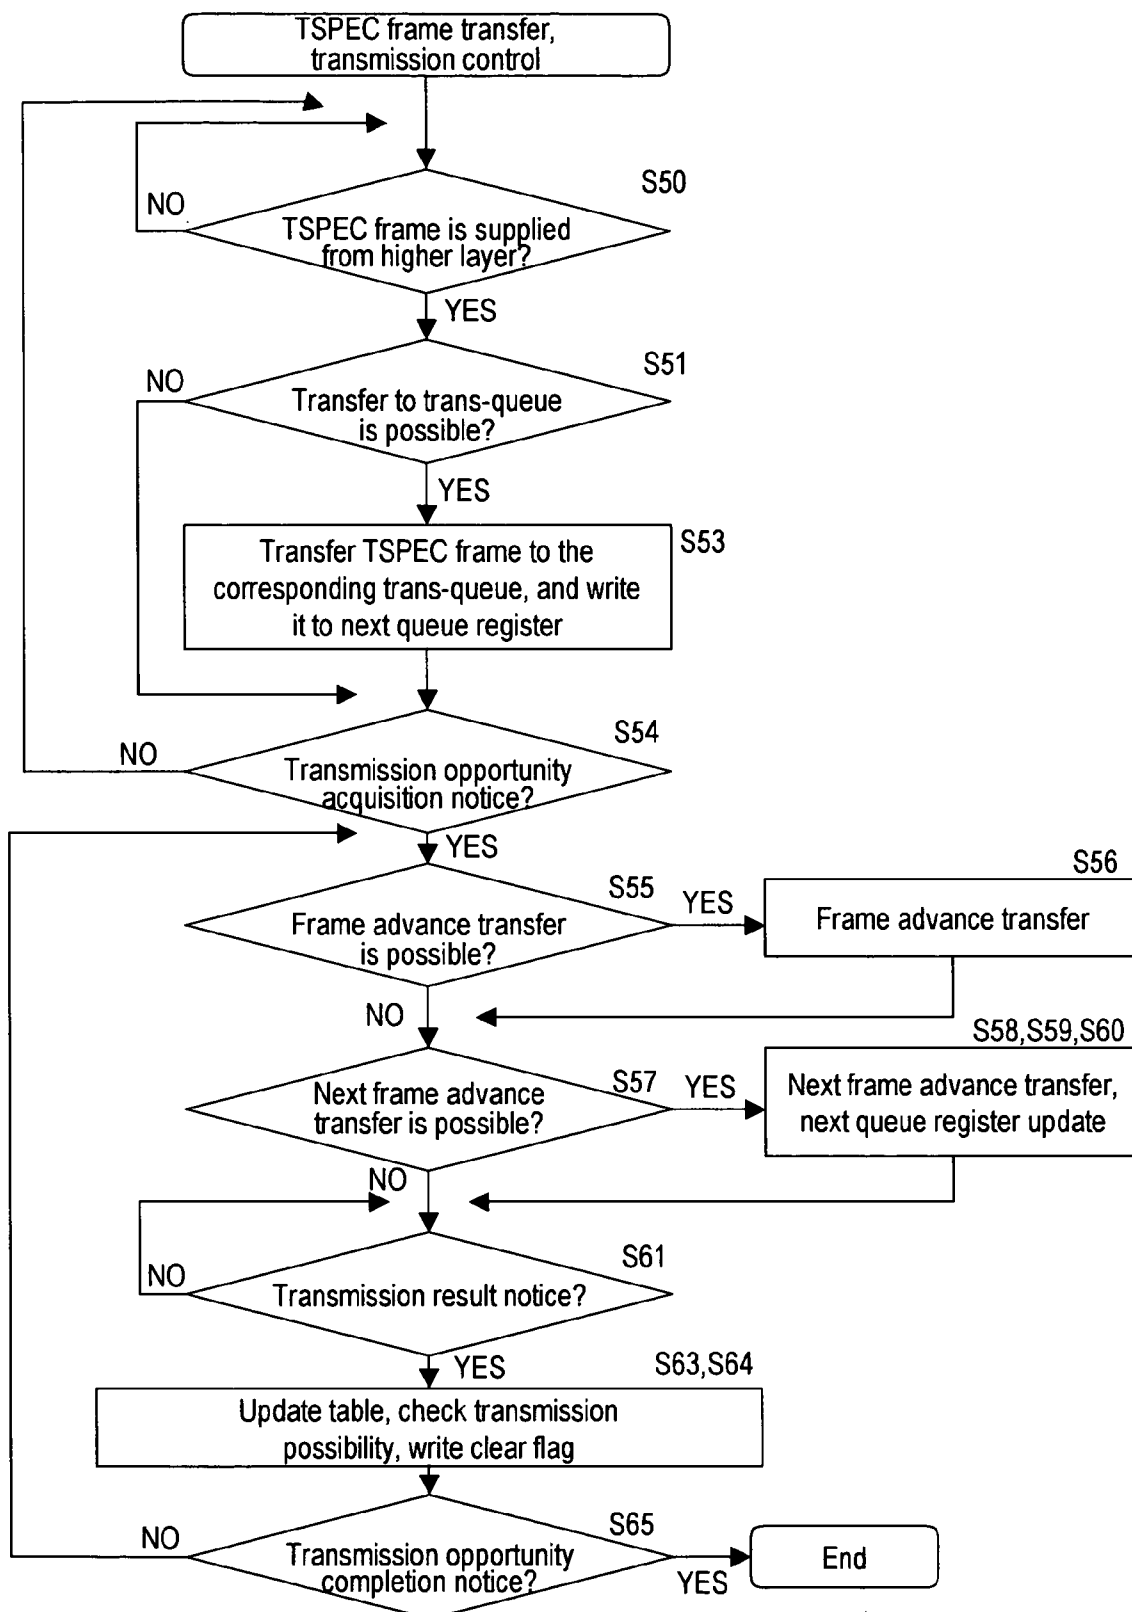 TSPEC frame transfer,
transmission control
S50
NO
TSPEC frame is supplied
from higher layer?
YES
S51
NO
Transfer to trans-queue
is possible?
YES
S53
Transfer TSPEC frame to the
corresponding trans-queue, and write
it to next queue register
S54
NO
Transmission opportunity
acquisition notice?
YES
S55
YES
S56
Frame advance transfer
Frame advance transfer
is possible?
NO
S58,S59,S60
S57
YES
Next frame advance
transfer is possible?
Next frame advance transfer,
next queue register update
NO
S61
NO
Transmission result notice?
YES
S63,S64
Update table, check transmission
possibility, write clear flag
S65
NO
Transmission opportunity
completion notice?
YES
End